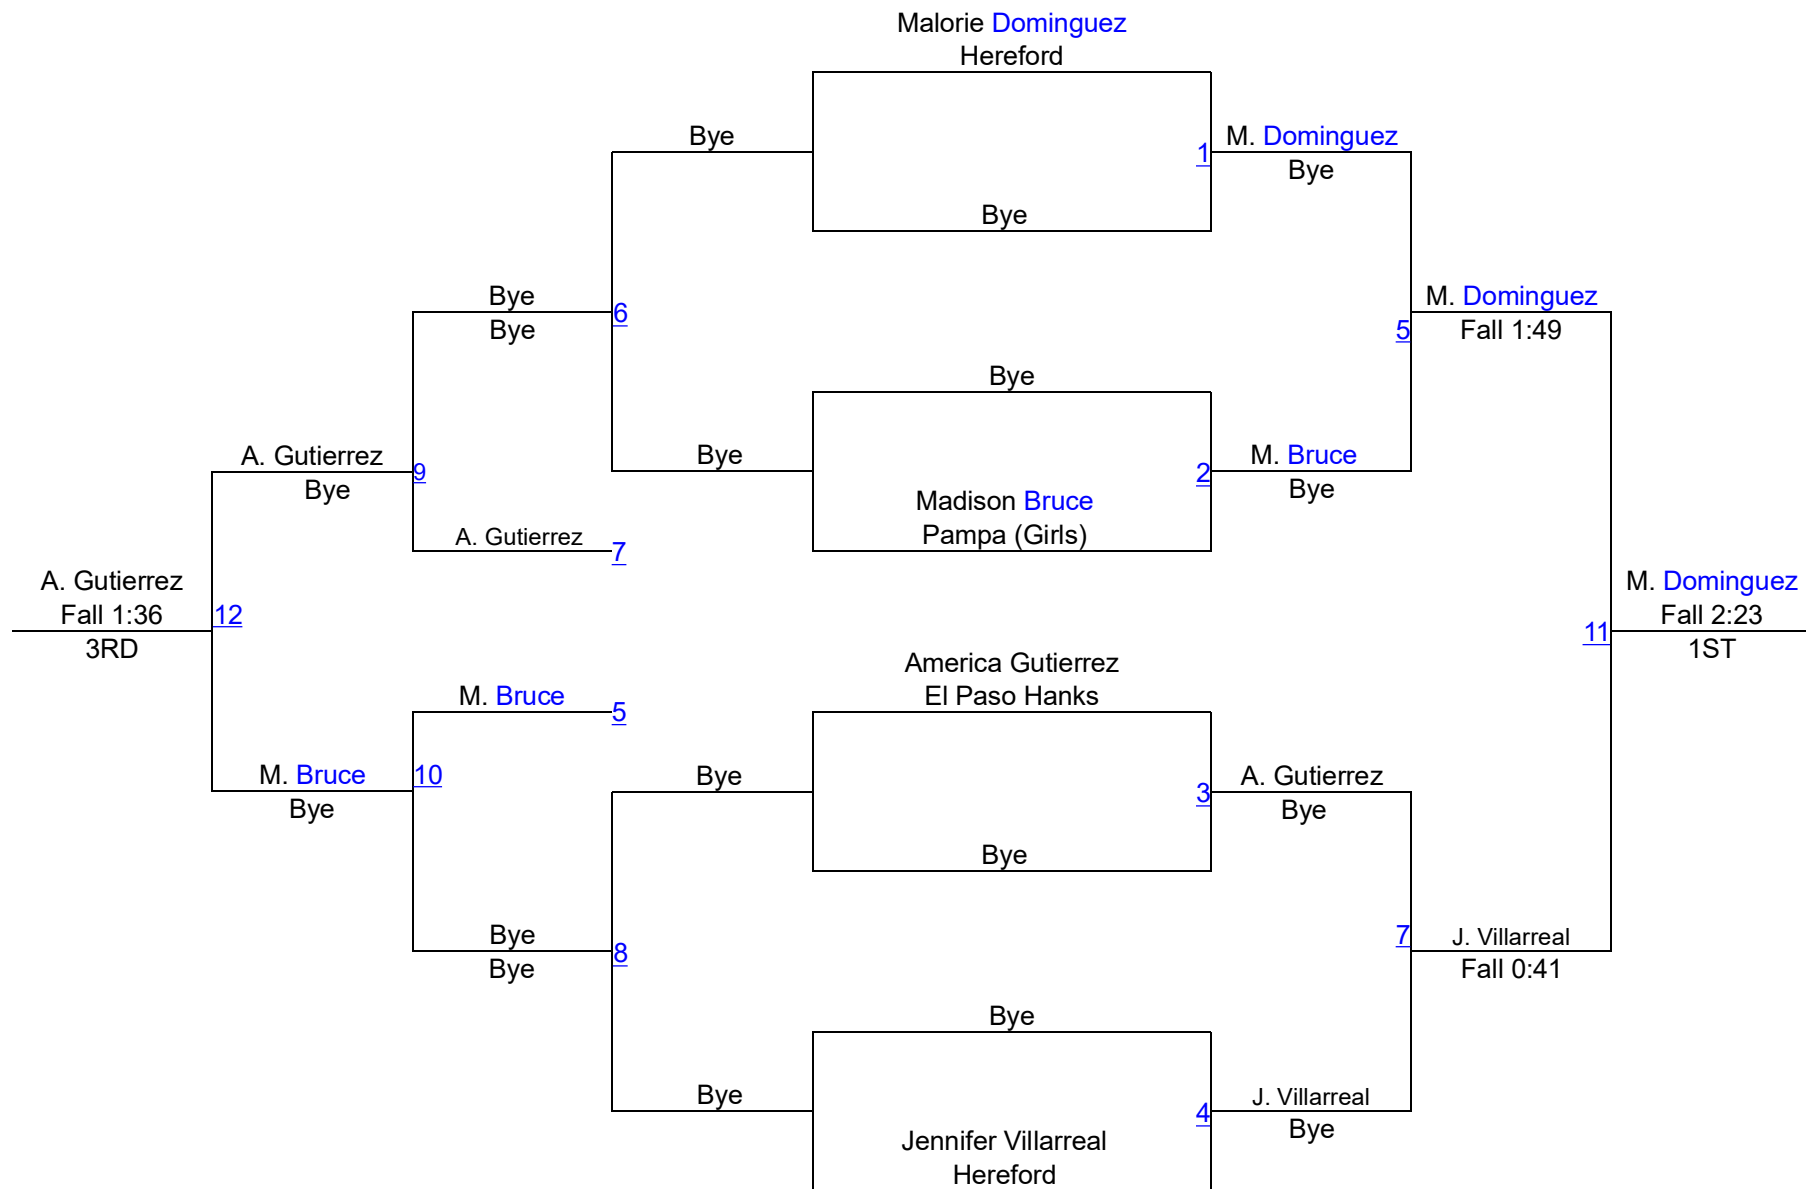 Malorie Dominguez
Hereford
Bye
1
M. Dominguez
Bye
Bye
Bye
Bye
6
M. Dominguez
5
Fall 1:49
Bye
A. Gutierrez
9
Bye
Bye
2
M. Bruce
Bye
Madison Bruce
Pampa (Girls)
A. Gutierrez
7
A. Gutierrez
Fall 1:36
12
3RD
M. Dominguez
Fall 2:23
11
1ST
America Gutierrez
El Paso Hanks
M. Bruce
5
M. Bruce
10
Bye
Bye
3
A. Gutierrez
Bye
Bye
Bye
Bye
8
7
J. Villarreal
Fall 0:41
Bye
Bye
4
J. Villarreal
Bye
Jennifer Villarreal
Hereford